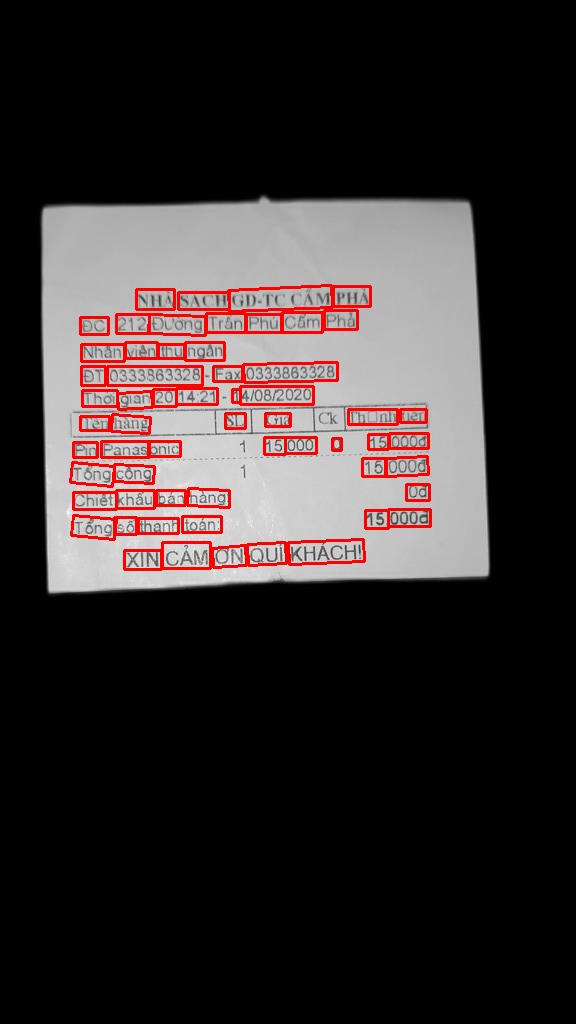 NHÀ SÁCH GD-TC CẨM PHẢ
ĐC 212 Đường Trần Phú Cẩm Phả
Nhân viên thu ngân
ĐT 0333863328 - Fax 0333863328
Thời gian 20 14:21 - 14/08/2020
Tên hàng SL Giá Ck Th□nh tiền
Pin Panasonic 1 15 000 0 15 000đ
Tổng cộng 1 15 000đ
Chiết khấu bán hàng 0đ
Tổng số thanh toán: 15 000đ
XIN CẢM ƠN QUÍ KHÁCH!